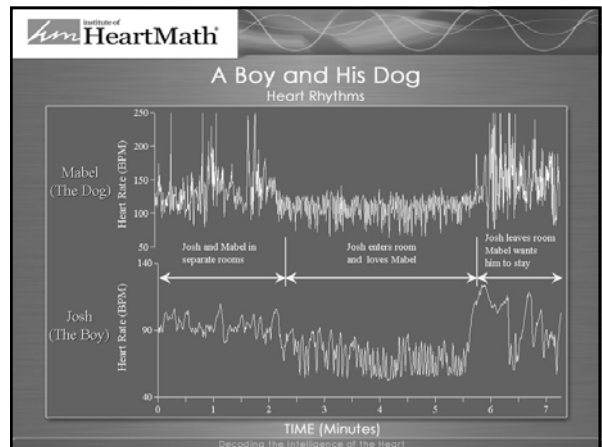 institute of
hm HeartMath®
A Boy and His Dog
Heart Rhythms
250
200
150
100
50
Heart Rate (BPM)
Mabel
(The Dog)
Josh and Mabel in
separate rooms
Josh enters room
and loves Mabel
Josh leaves room
Mabel wants
him to stay
140
90
40
Heart Rate (BPM)
Josh
(The Boy)
0 1 2 3 4 5 6 7
TIME (Minutes)
Decoding the Intelligence of the Heart